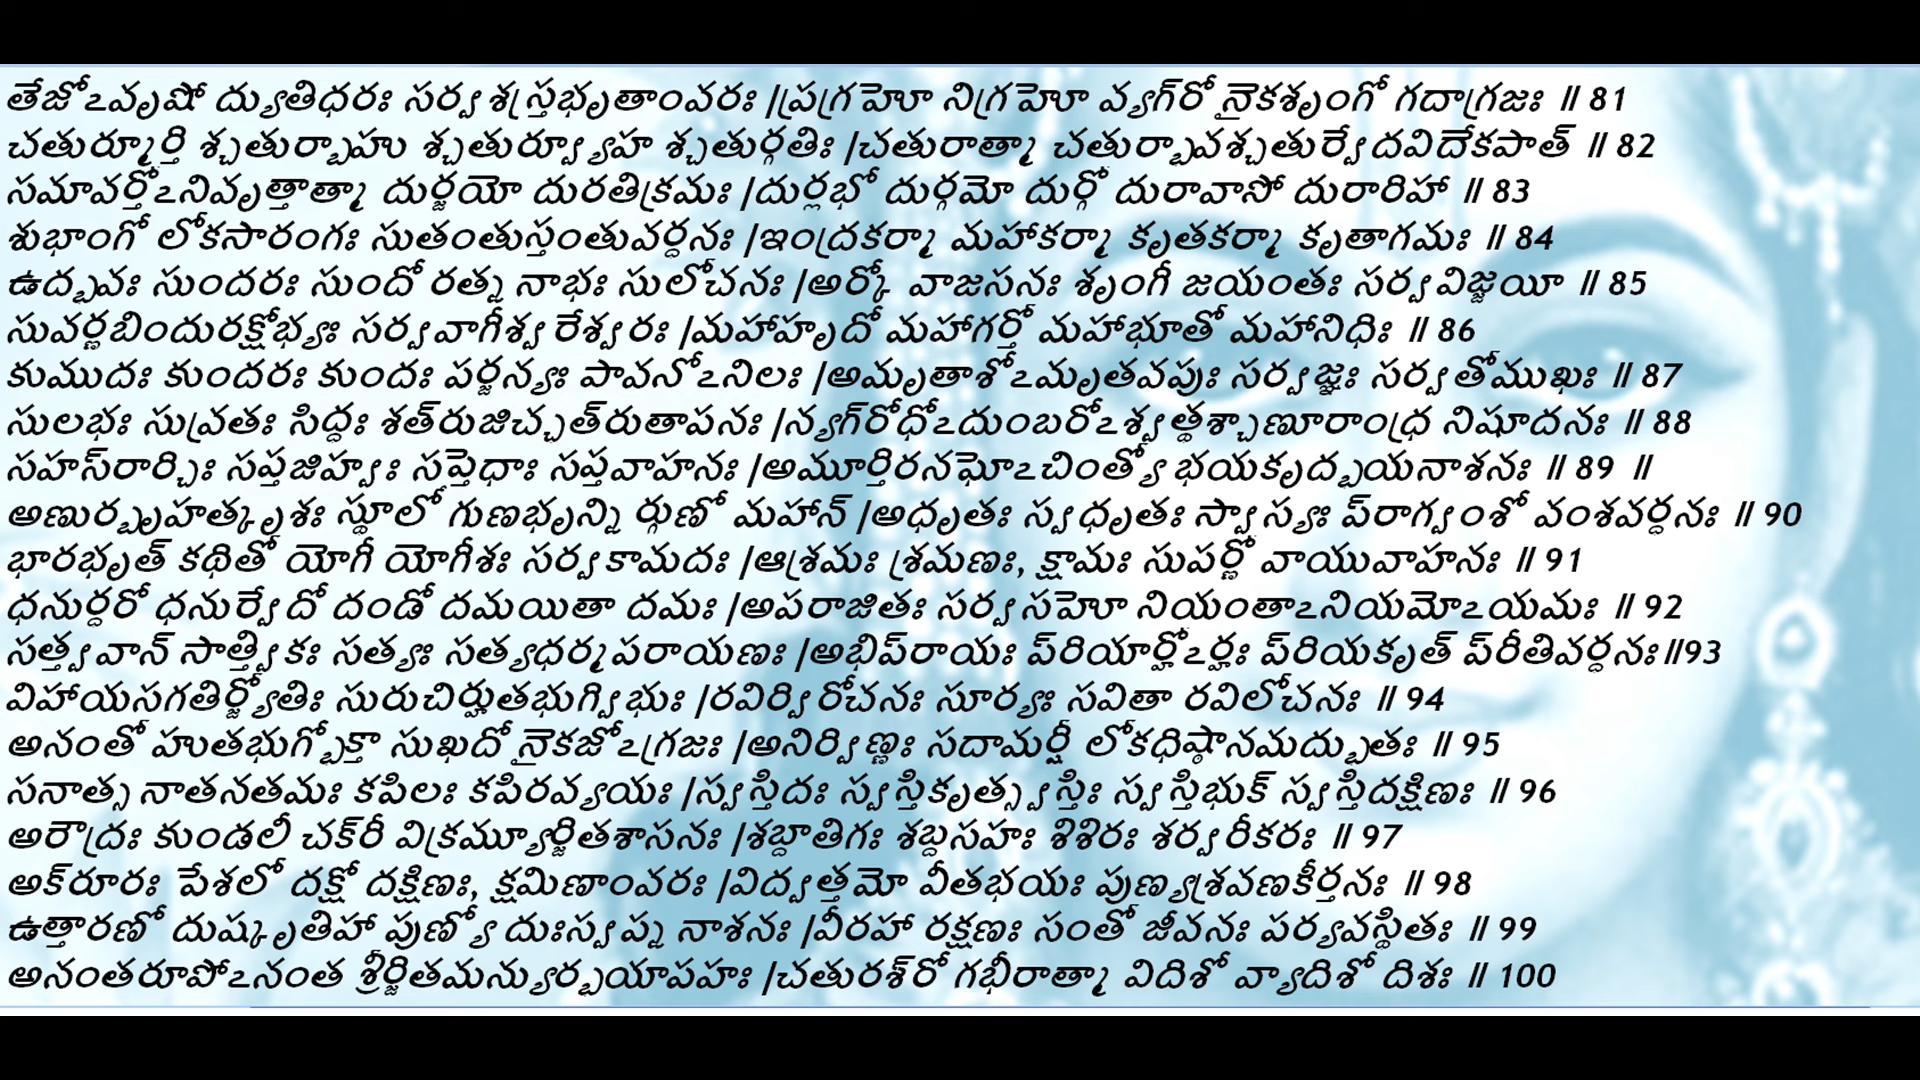 తేజోఽవృషో ద్యుతిధరః సర్వశస్త్రభృతాంవరః |ప్రగ్రహో నిగ్రహో వ్యగ్‌రో నైకశృంగో గదాగ్రజః ॥ 81
చతుర్మూర్తి శ్చతుర్బాహు శ్చతుర్వ్యూహ శ్చతుర్గతిః |చతురాత్మా చతుర్భావశ్చతుర్వేదవిదేకపాత్ ॥ 82
సమావర్తోఽనివృత్తాత్మా దుర్జయో దురతిక్రమః |దుర్లభో దుర్గమో దుర్గో దురావాసో దురారిహా ॥ 83
శుభాంగో లోకసారంగః సుతంతుస్తంతువర్ధనః |ఇంద్రకర్మా మహాకర్మా కృతకర్మా కృతాగమః ॥ 84
ఉద్భవః సుందరః సుందో రత్న నాభః సులోచనః |అర్కో వాజసనః శృంగీ జయంతః సర్వవిజ్జయీ ॥ 85
సువర్ణబిందురక్షోభ్యః సర్వవాగీశ్వ రేశ్వరః |మహాహృదో మహాగర్తో మహాభూతో మహానిధిః ॥ 86
కుముదః కుందరః కుందః పర్జన్యః పావనోఽనిలః |అమృతాశోఽమృతవపుః సర్వజ్ఞః సర్వతోముఖః ॥ 87
సులభః సువ్రతః సిద్ధః శత్‌రుజిచ్ఛత్‌రుతాపనః |న్యగ్‌రోధోఽదుంబరోఽశ్వత్థశ్చాణూరాంధ్ర నిషూదనః ॥ 88
సహస్‌రార్చిః సప్తజిహ్వః సప్తైధాః సప్తవాహనః |అమూర్తిరనఘోఽచింత్యో భయకృద్భయనాశనః ॥ 89 ॥
అణుర్బృహత్కృశః స్థూలో గుణభృన్ని ర్గుణో మహాన్ |అధృతః స్వధృతః స్వాస్యః ప్‌రాగ్వంశో వంశవర్ధనః ॥ 90
భారభృత్ కథితో యోగీ యోగీశః సర్వకామదః |ఆశ్రమః శ్రమణః, క్షామః సుపర్ణో వాయువాహనః ॥ 91
ధనుర్ధరో ధనుర్వేదో దండో దమయితా దమః |అపరాజితః సర్వసహో నియంతాఽనియమోఽయమః ॥ 92
సత్త్వవాన్ సాత్త్వికః సత్యః సత్యధర్మపరాయణః |అభిప్‌రాయః ప్‌రియార్హోఽర్హః ప్‌రియకృత్ ప్‌రీతివర్ధనః॥93
విహాయసగతిర్జ్యోతిః సురుచిర్హుతభుగ్విభుః |రవిర్విరోచనః సూర్యః సవితా రవిలోచనః ॥ 94
అనంతో హుతభుగ్భోక్తా సుఖదో నైకజోఽగ్రజః |అనిర్విణ్ణః సదామర్షీ లోకధిష్ఠానమద్భుతః ॥ 95
సనాత్స నాతనతమః కపిలః కపిరవ్యయః |స్వస్తిదః స్వస్తికృత్స్వస్తిః స్వస్తిభుక్ స్వస్తిదక్షిణః ॥ 96
అరౌద్రః కుండలీ చక్‌రీ విక్రమ్యూర్జితశాసనః |శబ్దాతిగః శబ్దసహః శిశిరః శర్వరీకరః ॥ 97
అక్‌రూరః పేశలో దక్షో దక్షిణః, క్షమిణాంవరః |విద్వత్తమో వీతభయః పుణ్యశ్రవణకీర్తనః ॥ 98
ఉత్తారణో దుష్కృతిహా పుణ్యో దుఃస్వప్న నాశనః |వీరహా రక్షణః సంతో జీవనః పర్యవస్థితః ॥ 99
అనంతరూపోఽనంత శ్రీర్జితమన్యుర్భయాపహః |చతురశ్‌రో గభీరాత్మా విదిశో వ్యాదిశో దిశః ॥ 100